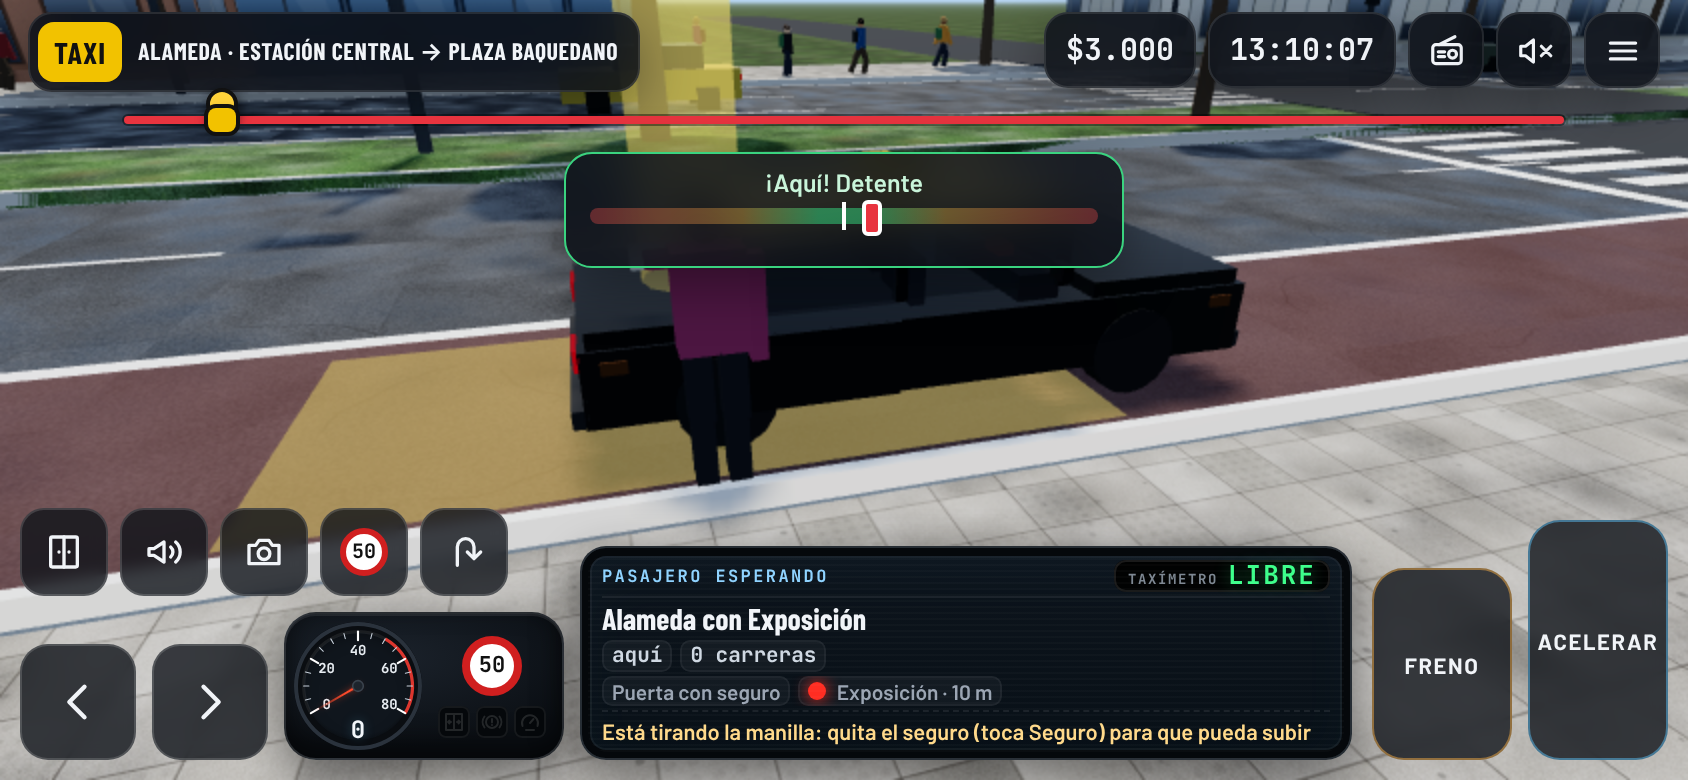 TAXI
ALAMEDA · ESTACIÓN CENTRAL → PLAZA BAQUEDANO
$3.000
13:10:07
¡Aquí! Detente
50
PASAJERO ESPERANDO
TAXÍMETRO LIBRE
Alameda con Exposición
aquí
0 carreras
Puerta con seguro
Exposición · 10 m
Está tirando la manilla: quita el seguro (toca Seguro) para que pueda subir
0
20
40
60
80
0
50
FRENO
ACELERAR